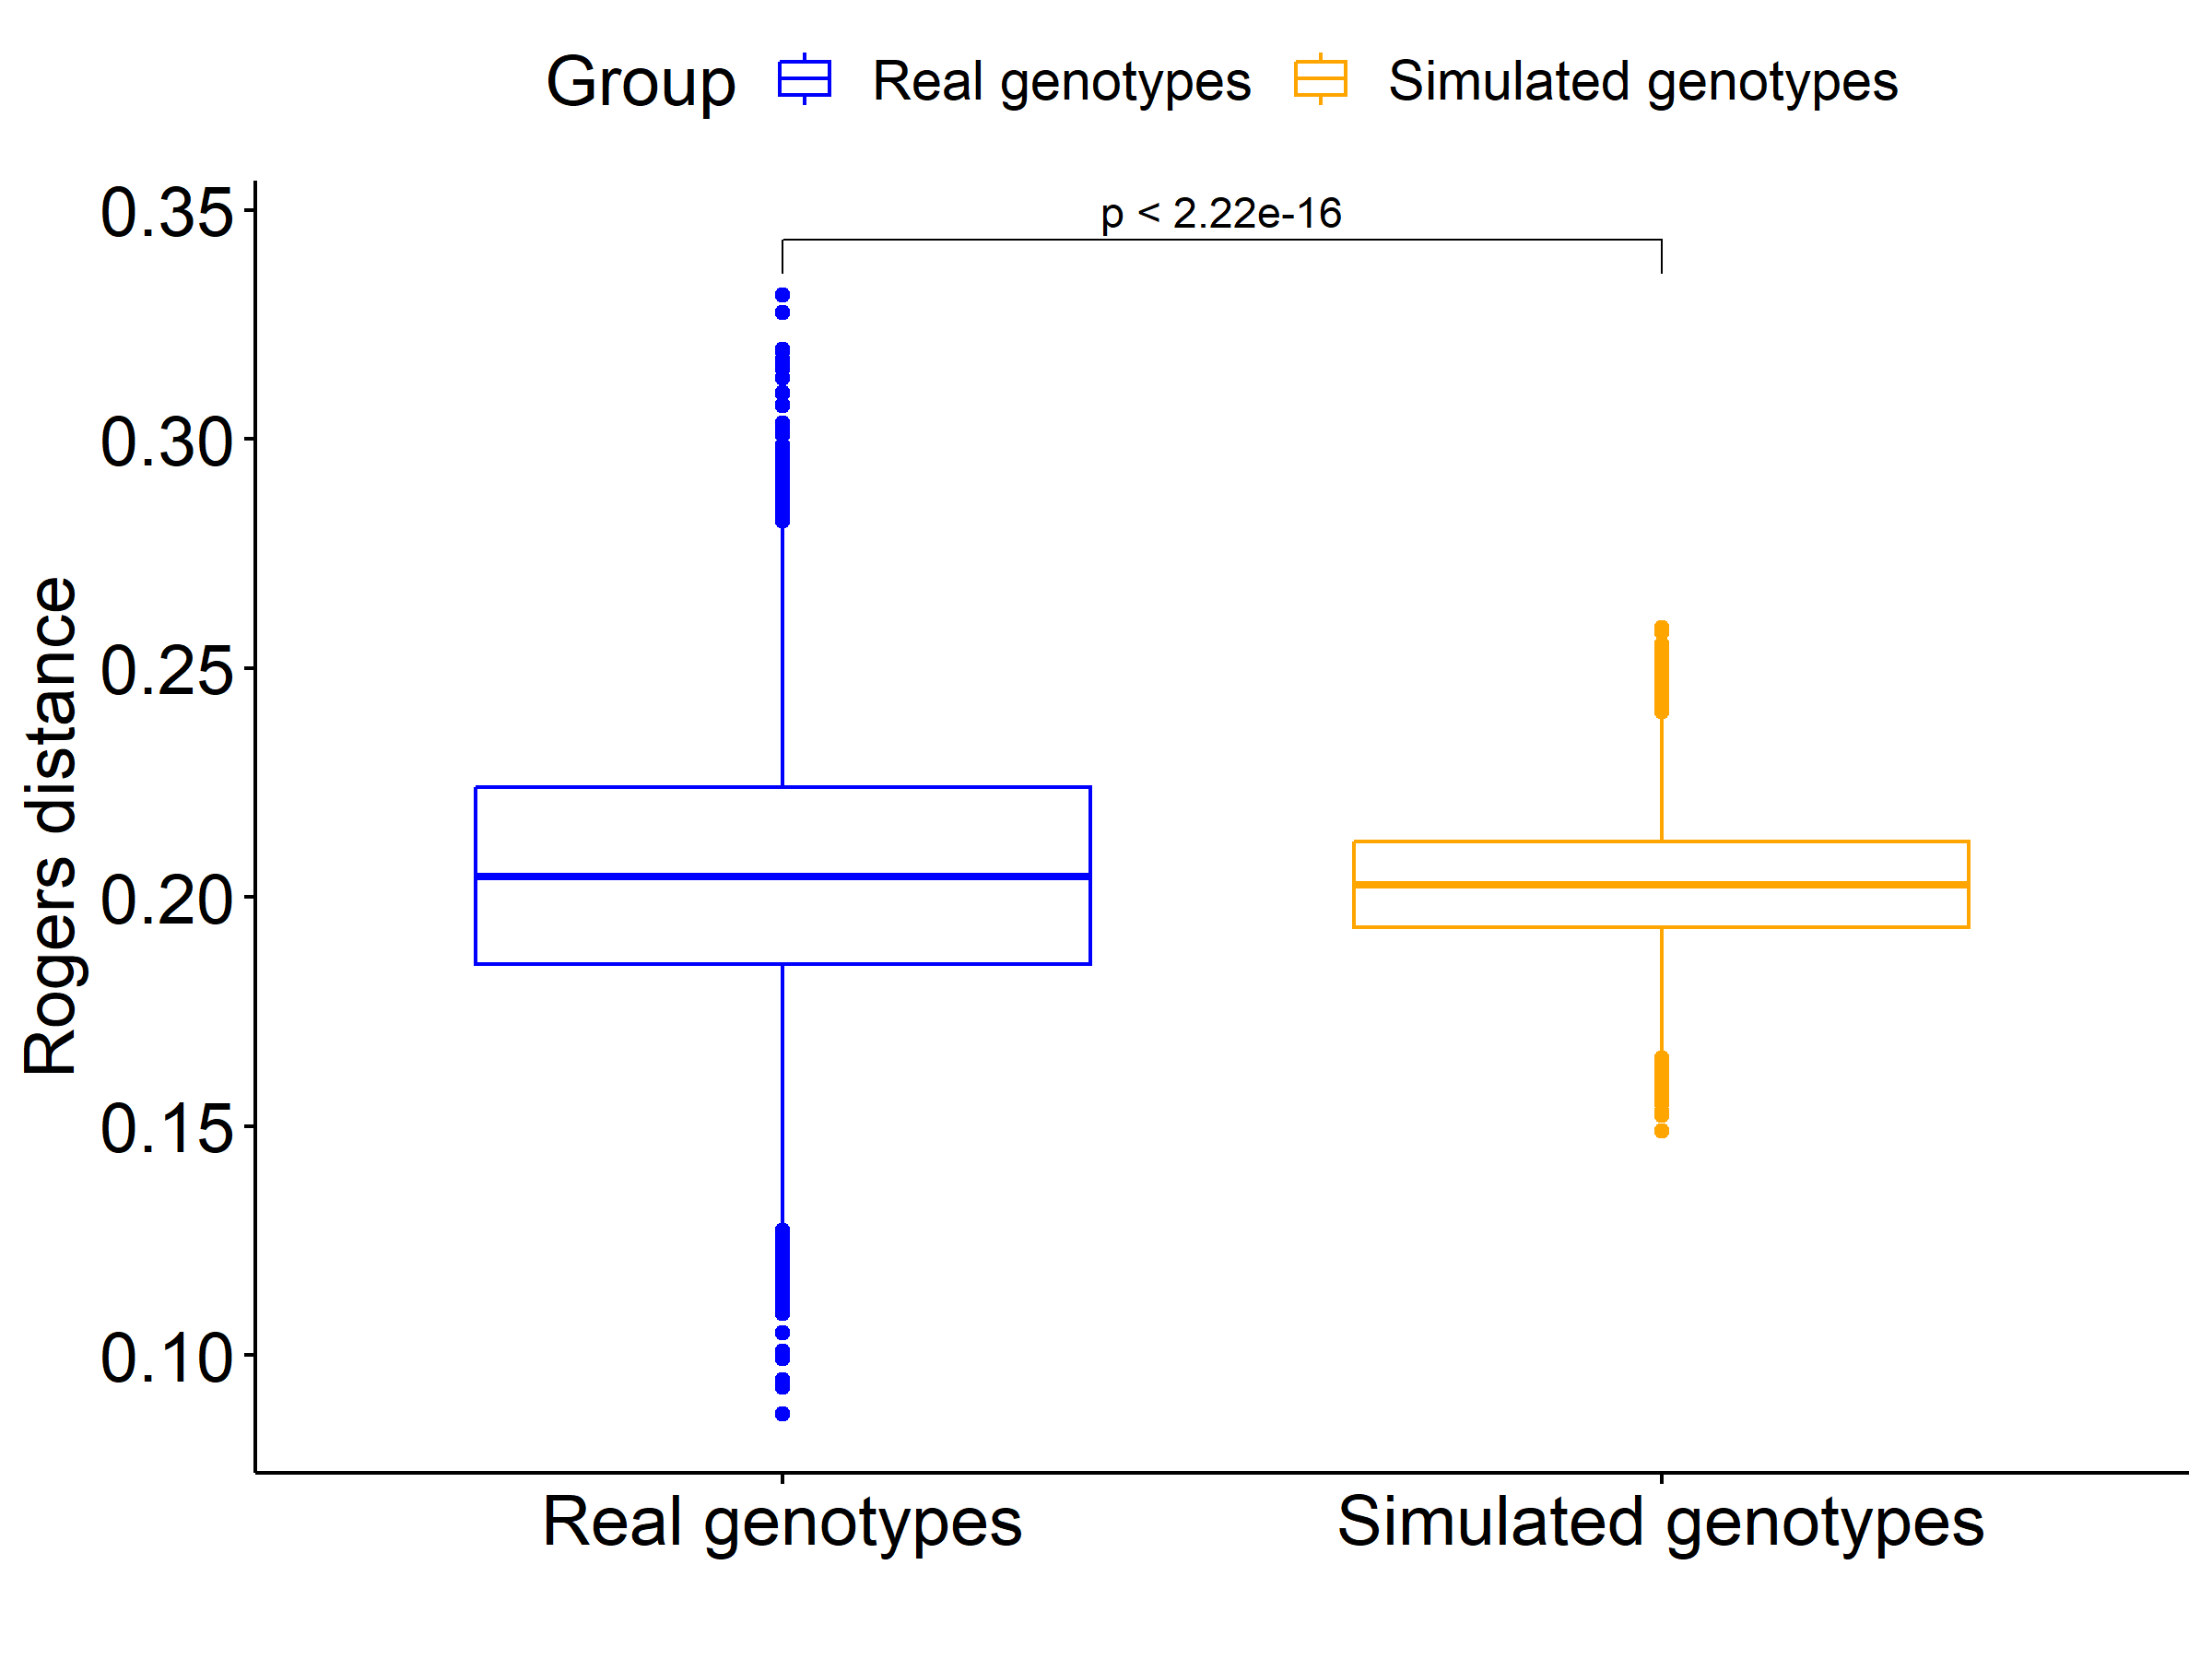 Group Real genotypes Simulated genotypes
p < 2.22e-16
0.35
0.30
0.25
0.20
0.15
0.10
Rogers distance
Real genotypes Simulated genotypes